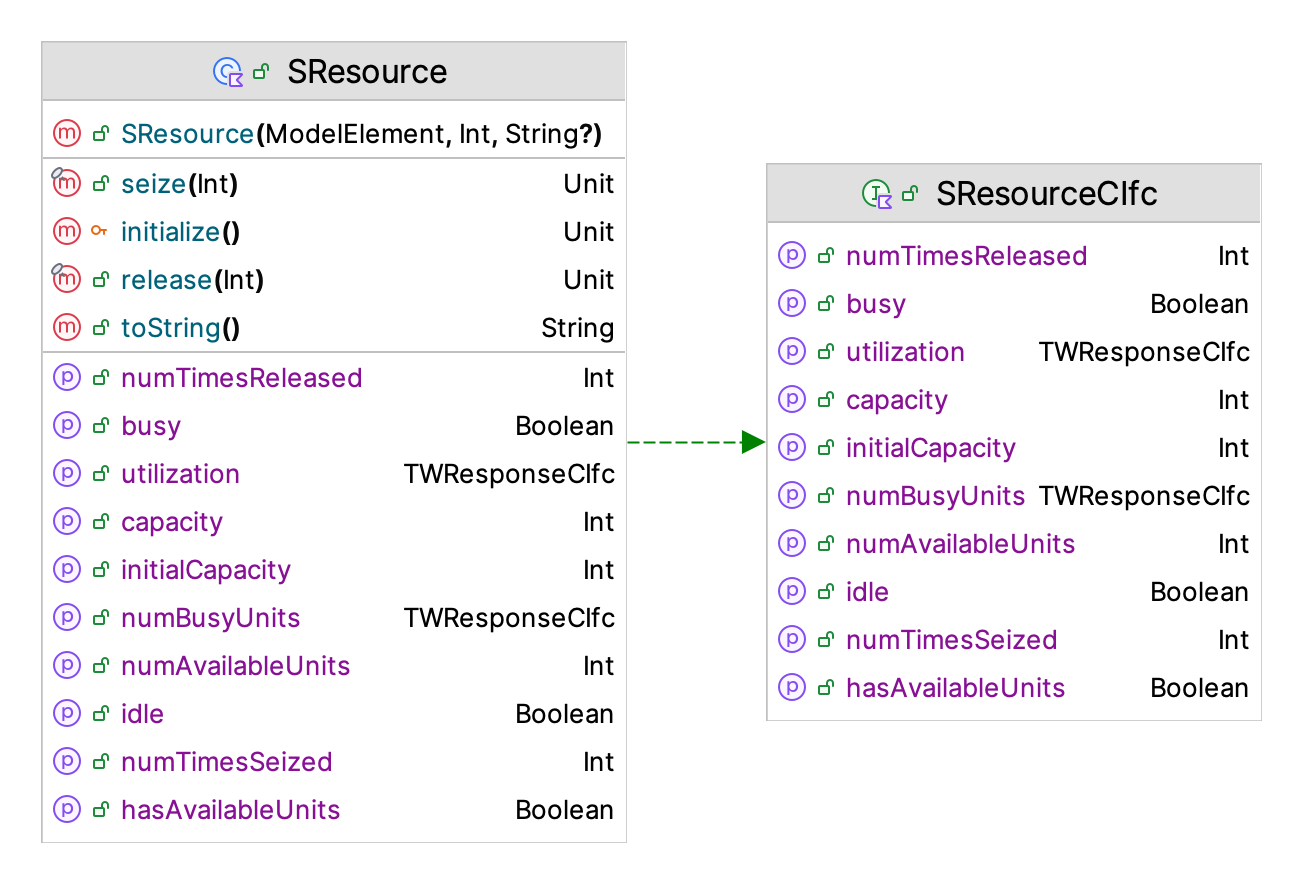 SResource
SResource(ModelElement, Int, String?)
seize(Int) Unit
initialize() Unit
release(Int) Unit
toString() String
numTimesReleased Int
busy Boolean
utilization TWResponseCIfc
capacity Int
initialCapacity Int
numBusyUnits TWResponseCIfc
numAvailableUnits Int
idle Boolean
numTimesSeized Int
hasAvailableUnits Boolean
SResourceCIfc
numTimesReleased Int
busy Boolean
utilization TWResponseCIfc
capacity Int
initialCapacity Int
numBusyUnits TWResponseCIfc
numAvailableUnits Int
idle Boolean
numTimesSeized Int
hasAvailableUnits Boolean